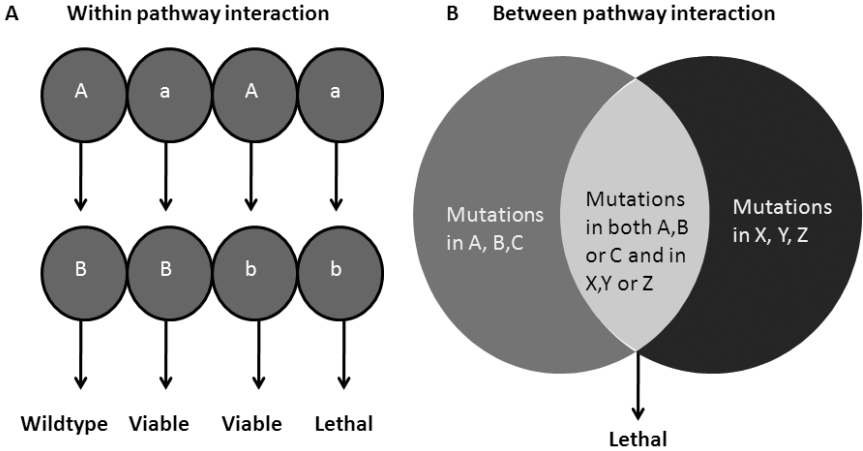 A Within pathway interaction
B Between pathway interaction
A a A a
B B b b
Wildtype Viable Viable Lethal
Mutations
in A, B,C
Mutations
in both A,B
or C and in
X,Y or Z
Mutations
in X, Y, Z
Lethal